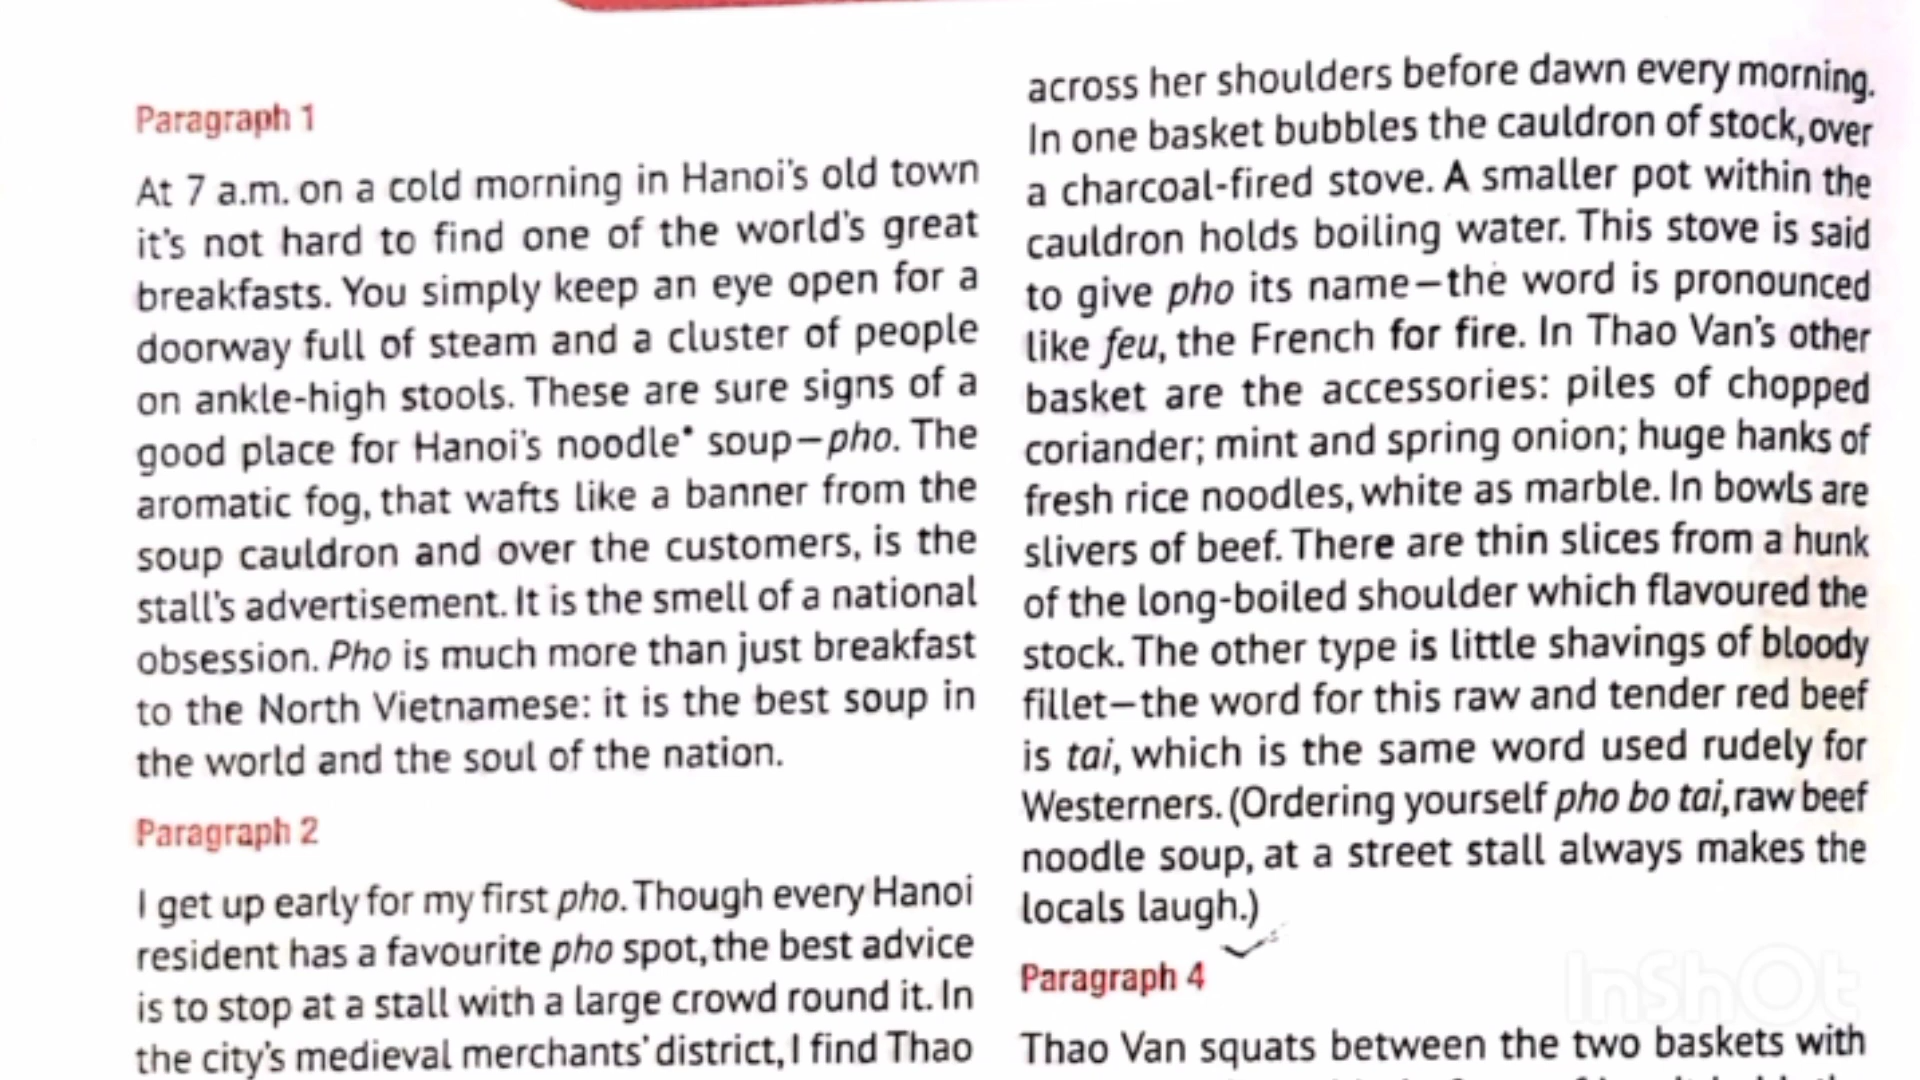 Paragraph 1
At 7 a.m. on a cold morning in Hanoi's old town
it's not hard to find one of the world's great
breakfasts. You simply keep an eye open for a
doorway full of steam and a cluster of people
on ankle-high stools. These are sure signs of a
good place for Hanoi's noodle* soup—pho. The
aromatic fog, that wafts like a banner from the
soup cauldron and over the customers, is the
stall's advertisement. It is the smell of a national
obsession. Pho is much more than just breakfast
to the North Vietnamese: it is the best soup in
the world and the soul of the nation.
Paragraph 2
I get up early for my first pho. Though every Hanoi
resident has a favourite pho spot, the best advice
is to stop at a stall with a large crowd round it. In
the city's medieval merchants' district, I find Thao
across her shoulders before dawn every morning.
In one basket bubbles the cauldron of stock, over
a charcoal-fired stove. A smaller pot within the
cauldron holds boiling water. This stove is said
to give pho its name—the word is pronounced
like feu, the French for fire. In Thao Van's other
basket are the accessories: piles of chopped
coriander; mint and spring onion; huge hanks of
fresh rice noodles, white as marble. In bowls are
slivers of beef. There are thin slices from a hunk
of the long-boiled shoulder which flavoured the
stock. The other type is little shavings of bloody
fillet—the word for this raw and tender red beef
is tai, which is the same word used rudely for
Westerners. (Ordering yourself pho bo tai, raw beef
noodle soup, at a street stall always makes the
locals laugh.)
Paragraph 4
Thao Van squats between the two baskets with
InShOt